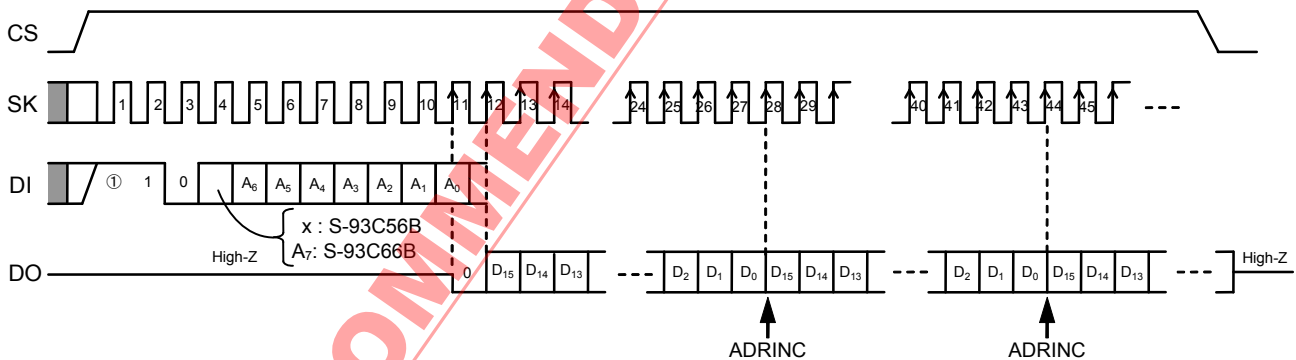 CS
SK 1 2 3 4 5 6 7 8 9 10 11 12 13 14 24 25 26 27 28 29 40 41 42 43 44 45
DI ① 1 0 A₆ A₅ A₄ A₃ A₂ A₁ A₀
x : S-93C56B
A₇: S-93C66B
High-Z
DO 0 D₁₅ D₁₄ D₁₃ D₂ D₁ D₀ D₁₅ D₁₄ D₁₃ D₂ D₁ D₀ D₁₅ D₁₄ D₁₃ High-Z
ADRINC ADRINC
OMMEND